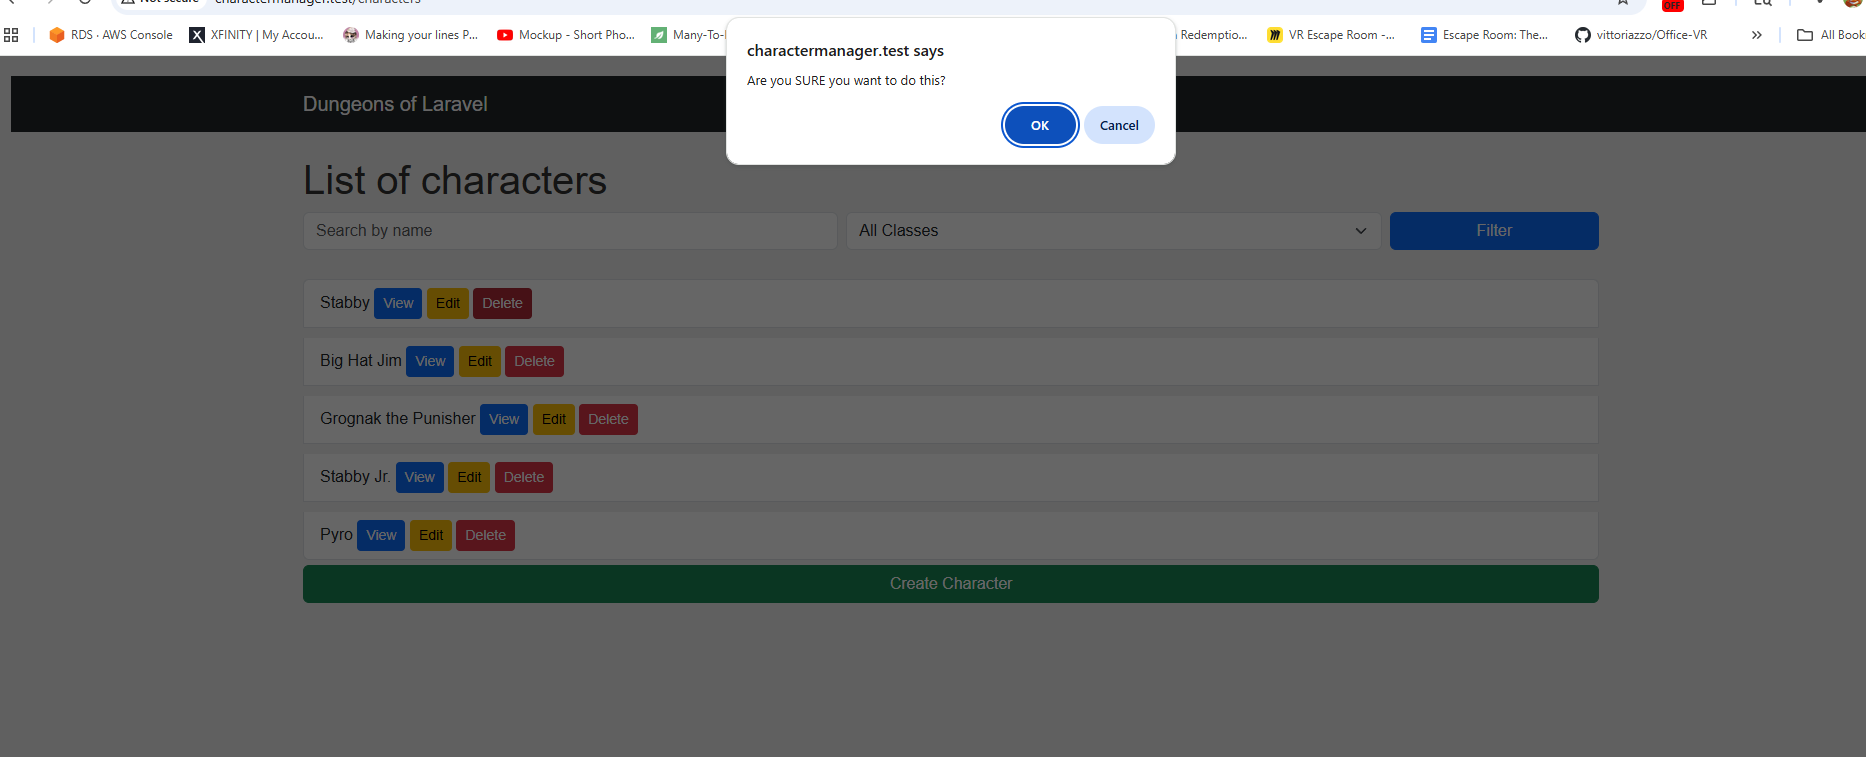 Not secure charactermanager.test/characters
OFF
RDS · AWS Console XFINITY | My Accou... Making your lines P... Mockup - Short Pho... Many-To- Redemptio... VR Escape Room -... Escape Room: The... vittoriazzo/Office-VR » All Book
charactermanager.test says
Are you SURE you want to do this?
OK Cancel
Dungeons of Laravel
List of characters
Search by name All Classes Filter
Stabby View Edit Delete
Big Hat Jim View Edit Delete
Grognak the Punisher View Edit Delete
Stabby Jr. View Edit Delete
Pyro View Edit Delete
Create Character